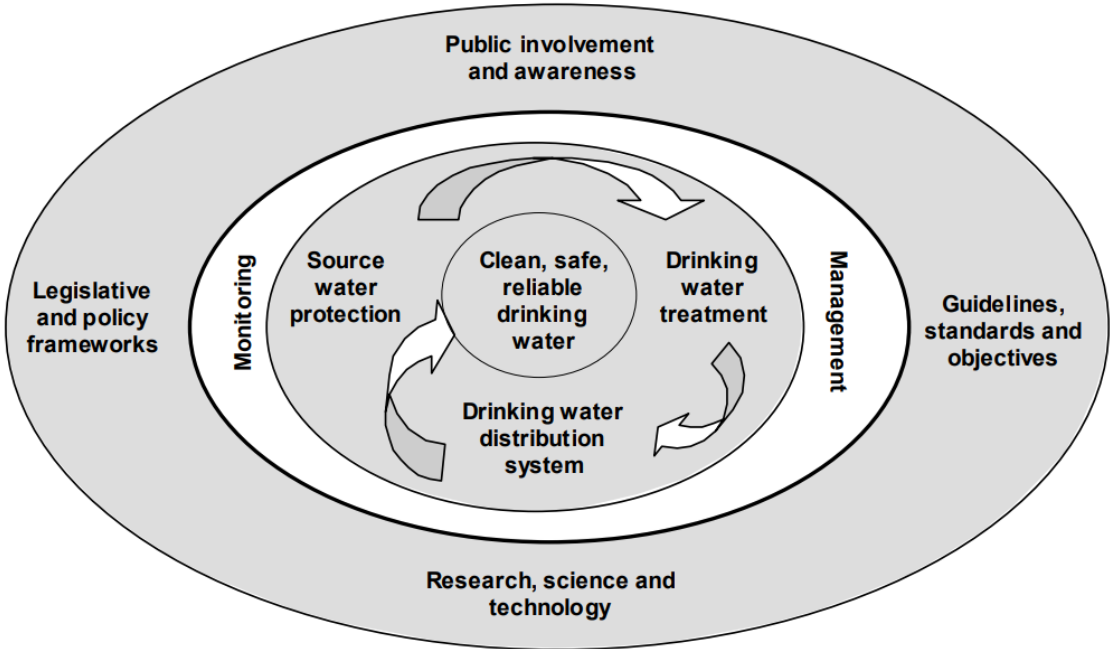 Public involvement
and awareness
Legislative
and policy
frameworks
Monitoring
Source
water
protection
Clean, safe,
reliable
drinking
water
Drinking
water
treatment
Management
Guidelines,
standards and
objectives
Drinking water
distribution
system
Research, science and
technology